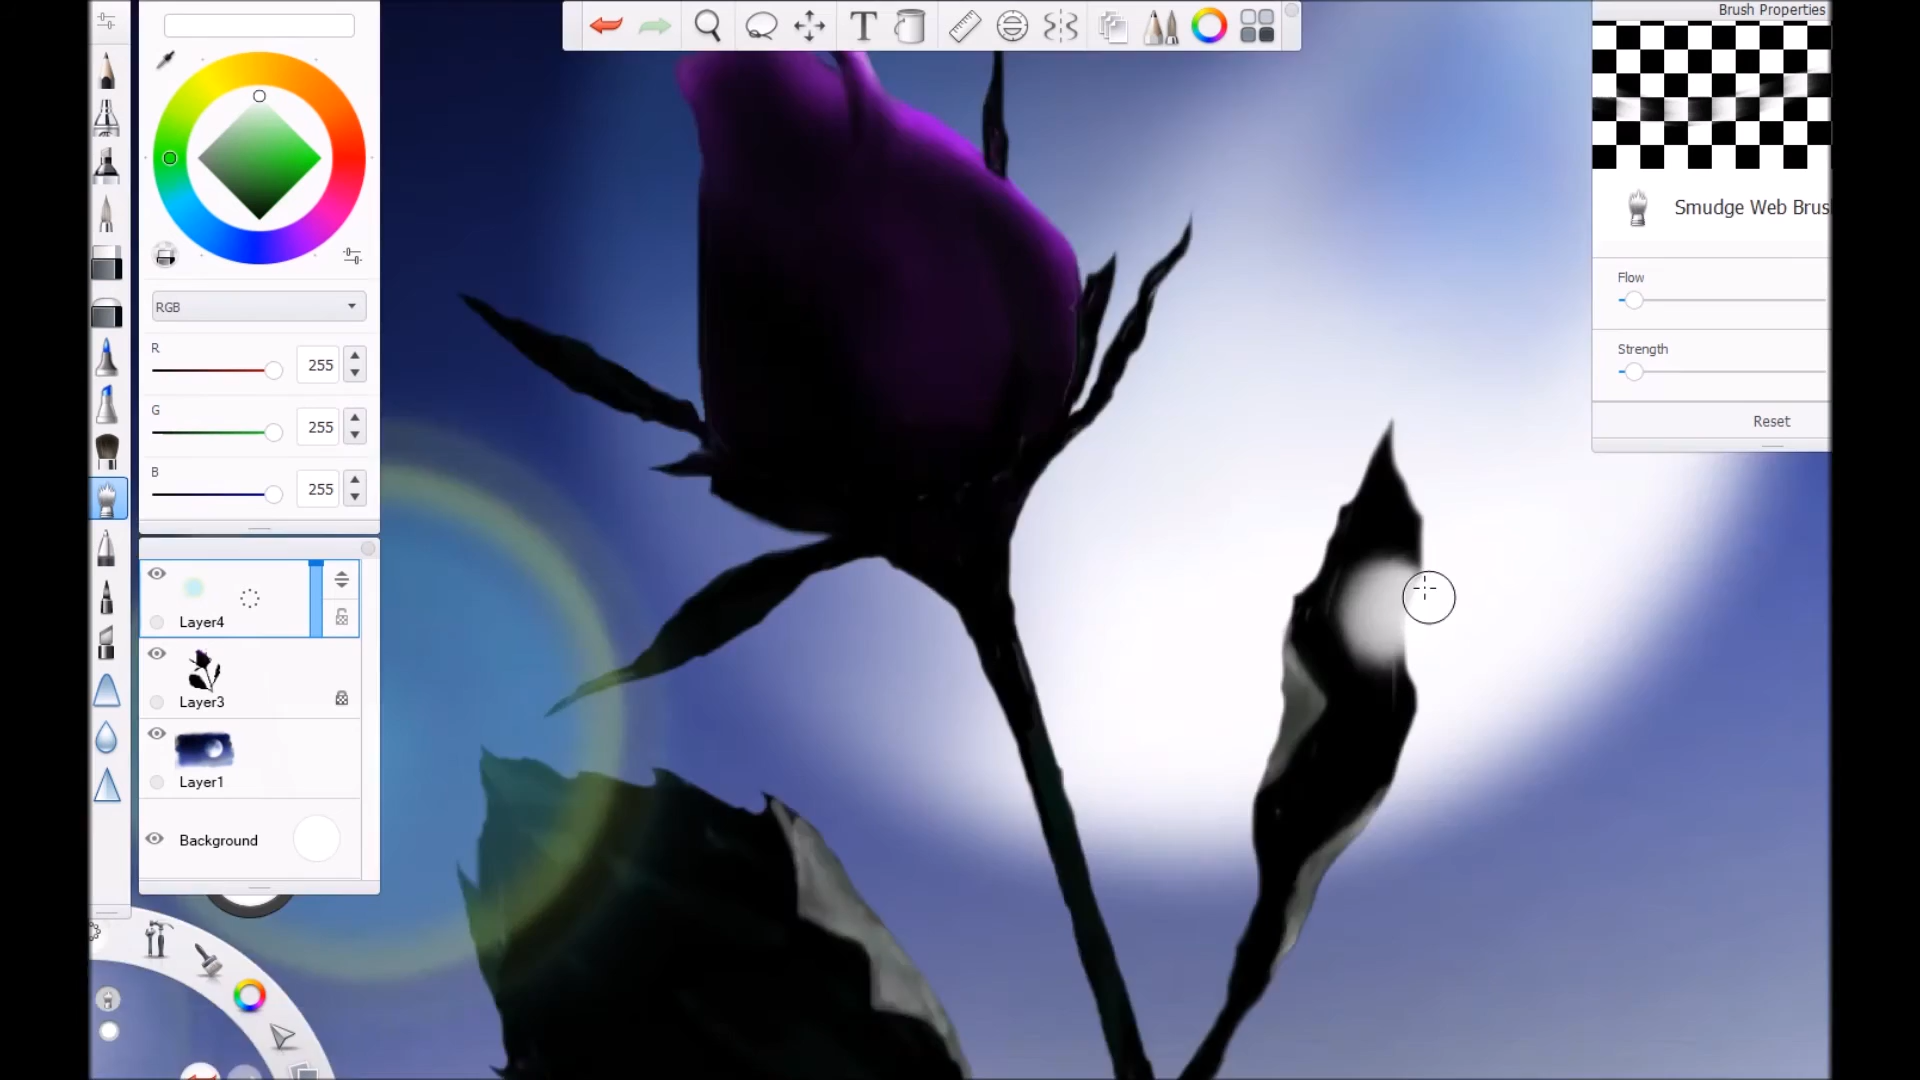 Brush Properties
Smudge Web Brus
Flow
Strength
Reset
RGB
R
255
G
255
B
255
Layer4
Layer3
Layer1
Background
T